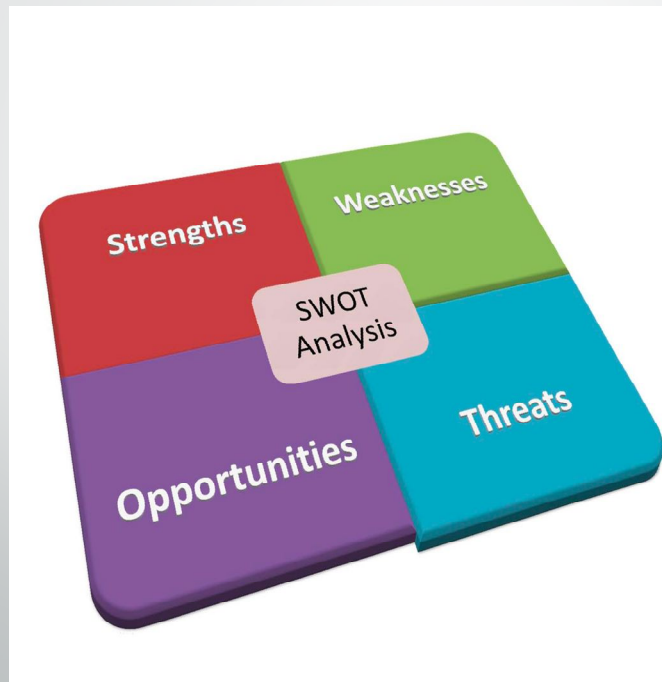 Strengths
Weaknesses
SWOT
Analysis
Opportunities
Threats